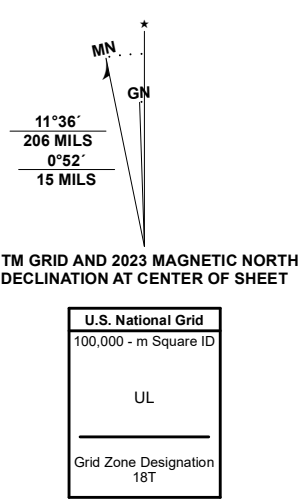 MN
GN
11°36´
206 MILS
0°52´
15 MILS
TM GRID AND 2023 MAGNETIC NORTH
DECLINATION AT CENTER OF SHEET
U.S. National Grid
100,000 - m Square ID
UL
Grid Zone Designation
18T